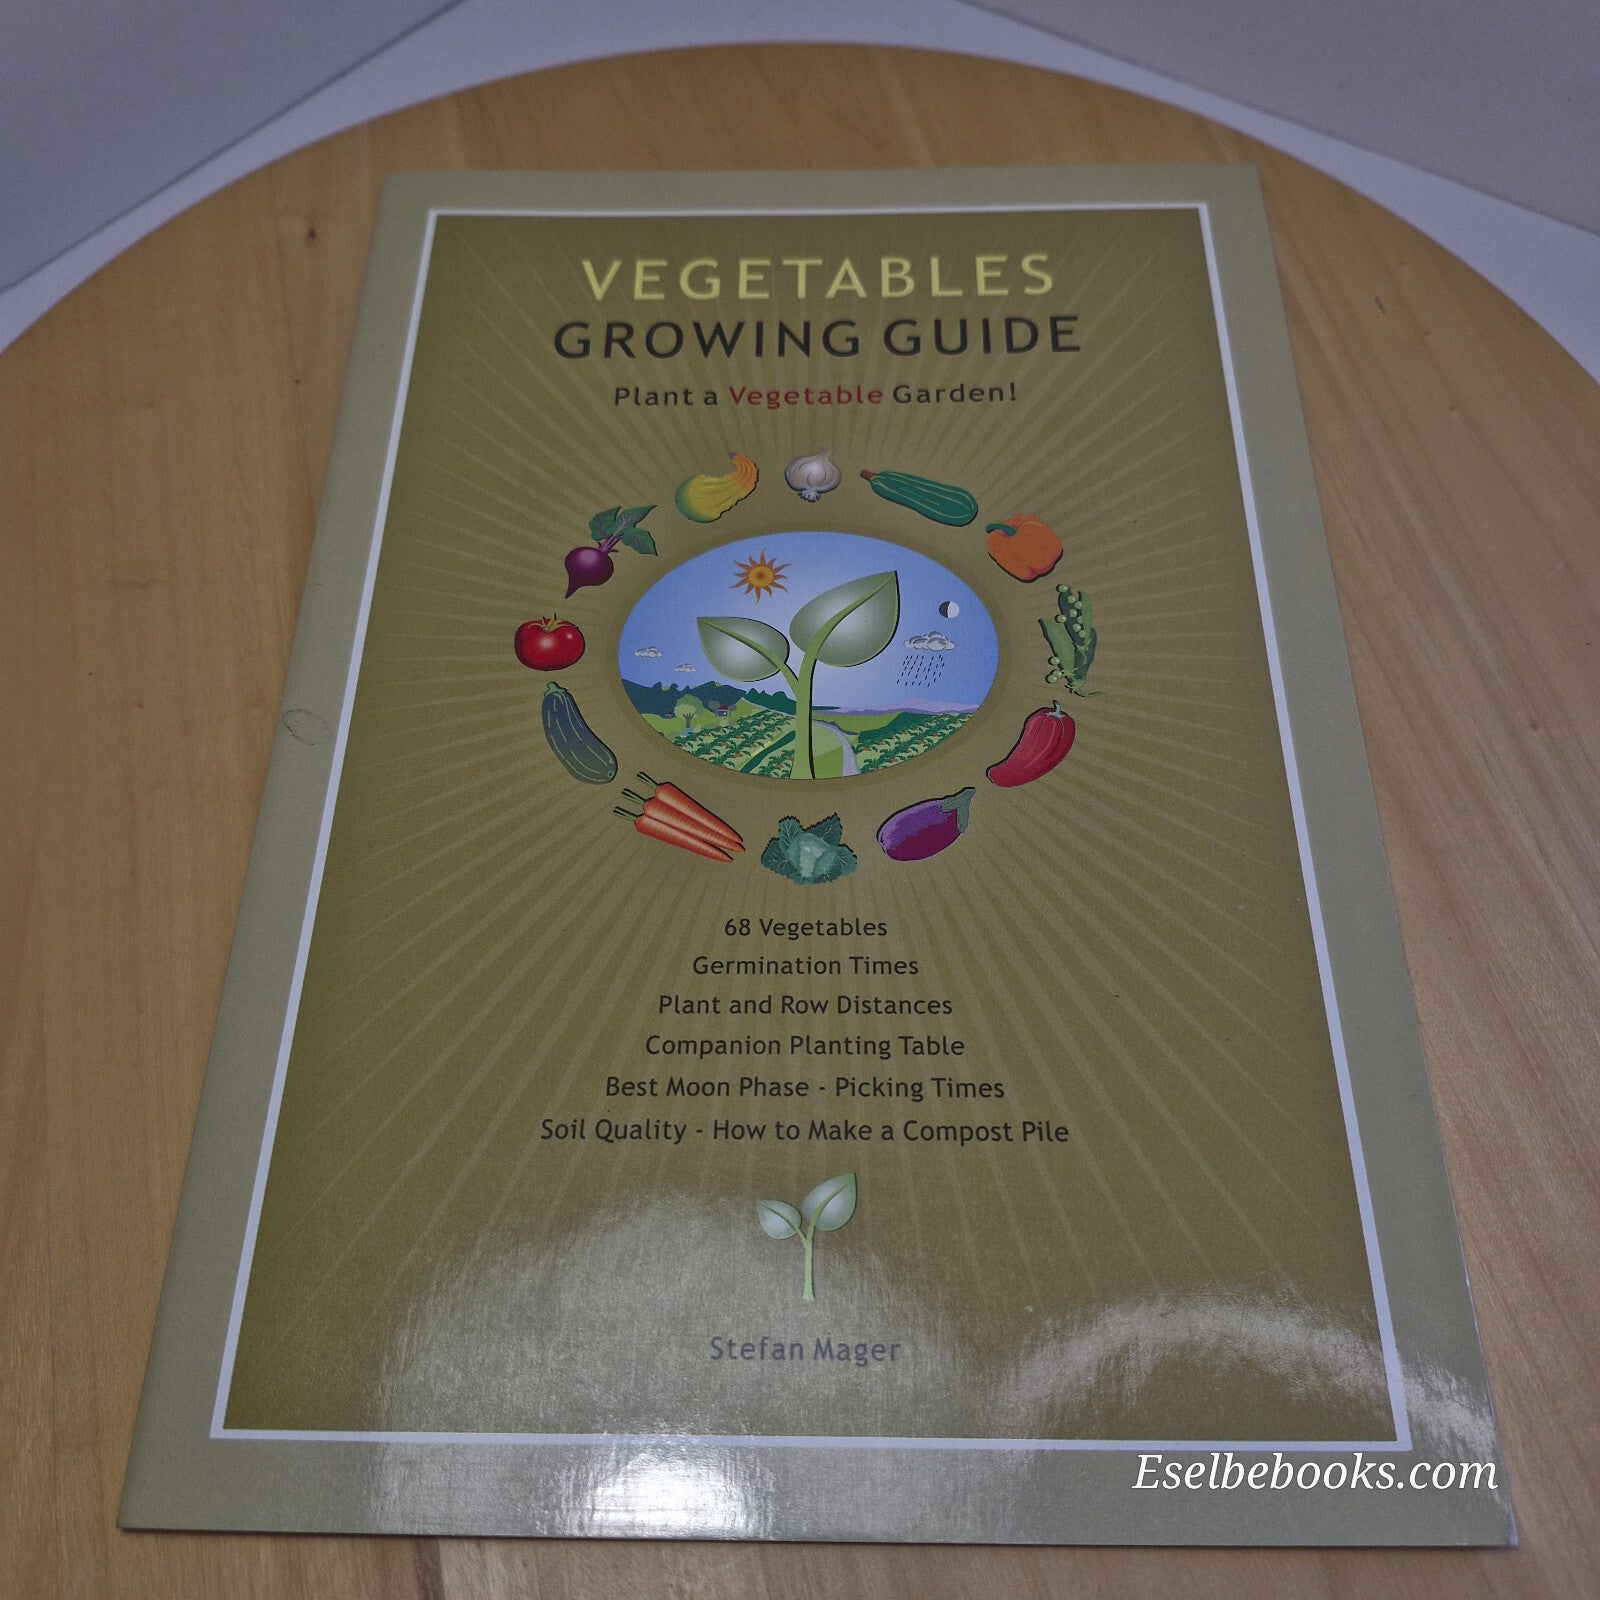 VEGETABLES
GROWING GUIDE
Plant a Vegetable Garden!
68 Vegetables
Germination Times
Plant and Row Distances
Companion Planting Table
Best Moon Phase - Picking Times
Soil Quality - How to Make a Compost Pile
Stefan Mager
Eselbebooks.com